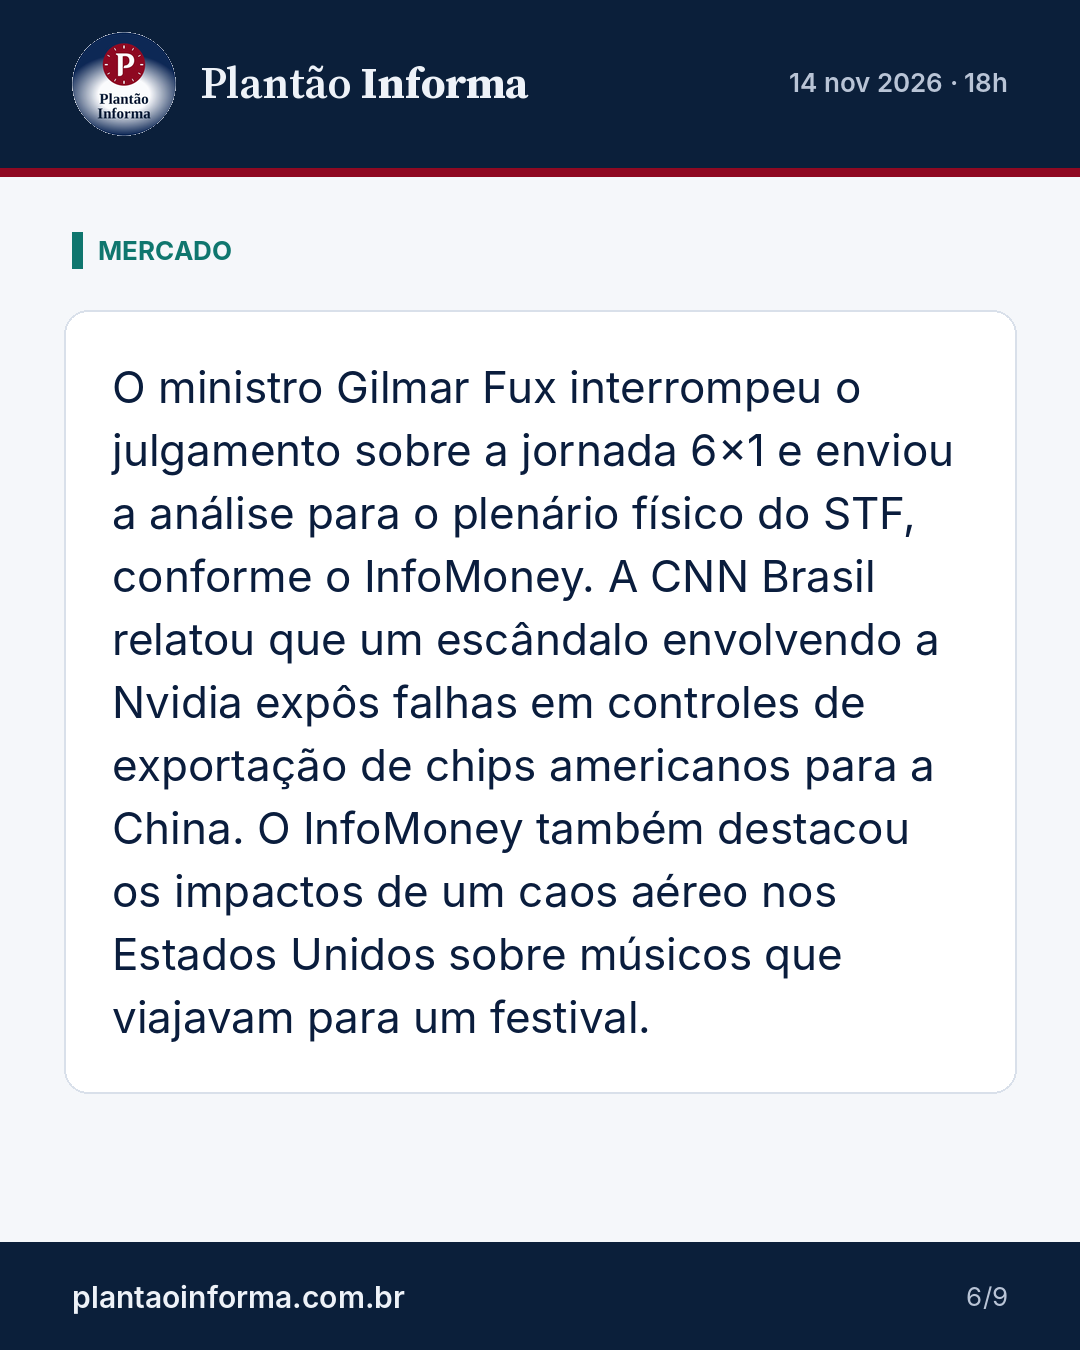 P
Plantão
Informa
Plantão Informa
14 nov 2026 · 18h
MERCADO
O ministro Gilmar Fux interrompeu o
julgamento sobre a jornada 6×1 e enviou
a análise para o plenário físico do STF,
conforme o InfoMoney. A CNN Brasil
relatou que um escândalo envolvendo a
Nvidia expôs falhas em controles de
exportação de chips americanos para a
China. O InfoMoney também destacou
os impactos de um caos aéreo nos
Estados Unidos sobre músicos que
viajavam para um festival.
plantaoinforma.com.br
6/9